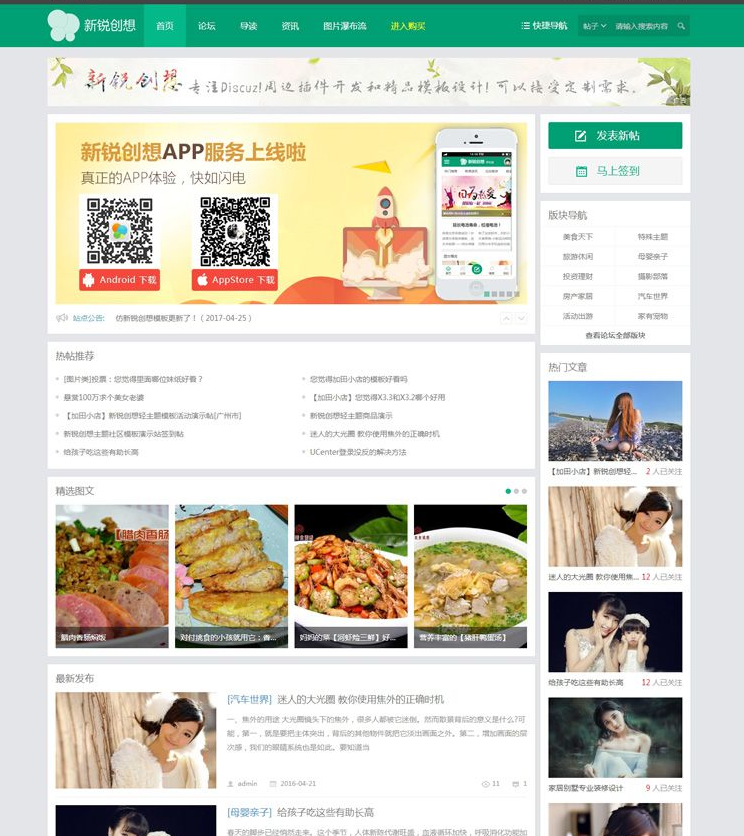 新锐创想
首页
论坛
导读
资讯
图片瀑布流
进入购买
快捷导航
帖子
请输入搜索内容
新锐创想 专注Discuz!周边插件开发和精品模板设计! 可以接受定制需求.
广告
新锐创想APP服务上线啦
真正的APP体验，快如闪电
Android 下载
AppStore 下载
站点公告:
仿新锐创想模板更新了！( 2017-04-25 )
发表新帖
马上签到
版块导航
美食天下
特殊主题
旅游休闲
母婴亲子
投资理财
摄影部落
房产家居
汽车世界
活动出游
家有宠物
查看论坛全部版块
热帖推荐
[图片类]投票：您觉得里面哪位妹纸好看？
您觉得加田小店的模板好看吗
悬赏100万求个美女老婆
【加田小店】您觉得X3.3和X3.2哪个好用
【加田小店】新锐创想轻主题模板活动演示帖[广州市]
新锐创想轻主题商品演示
新锐创想主题社区模板演示站签到帖
迷人的大光圈 教你使用焦外的正确时机
给孩子吃这些有助长高
UCenter登录没反的解决方法
热门文章
【加田小店】新锐创想轻... 2 人已关注
迷人的大光圈 教你使用焦... 12 人已关注
给孩子吃这些有助长高 12 人已关注
家居别墅专业装修设计 9 人已关注
精选图文
【腊肉香肠
腊肉香肠焖饭
对付挑食的小孩就用它：香...
妈妈的菜【河虾烩三鲜】好...
营养丰富的【猪肝鸭蛋汤】
最新发布
[汽车世界] 迷人的大光圈 教你使用焦外的正确时机
一、焦外的用途 大光圈镜头下的焦外，很多人都被它迷倒。然而取景背后的意义是什么?可
能，第一，就是要把主体突出，背后的其他物件就把它淡出画面之外。第二，增加画面的层
次感，我们的眼睛系统也是如此。要知道当
admin
2016-04-21
11
1
[母婴亲子] 给孩子吃这些有助长高
春天的脚步已经悄然走来。这个季节，人体新陈代谢旺盛，血液循环加快，呼吸消化功能加